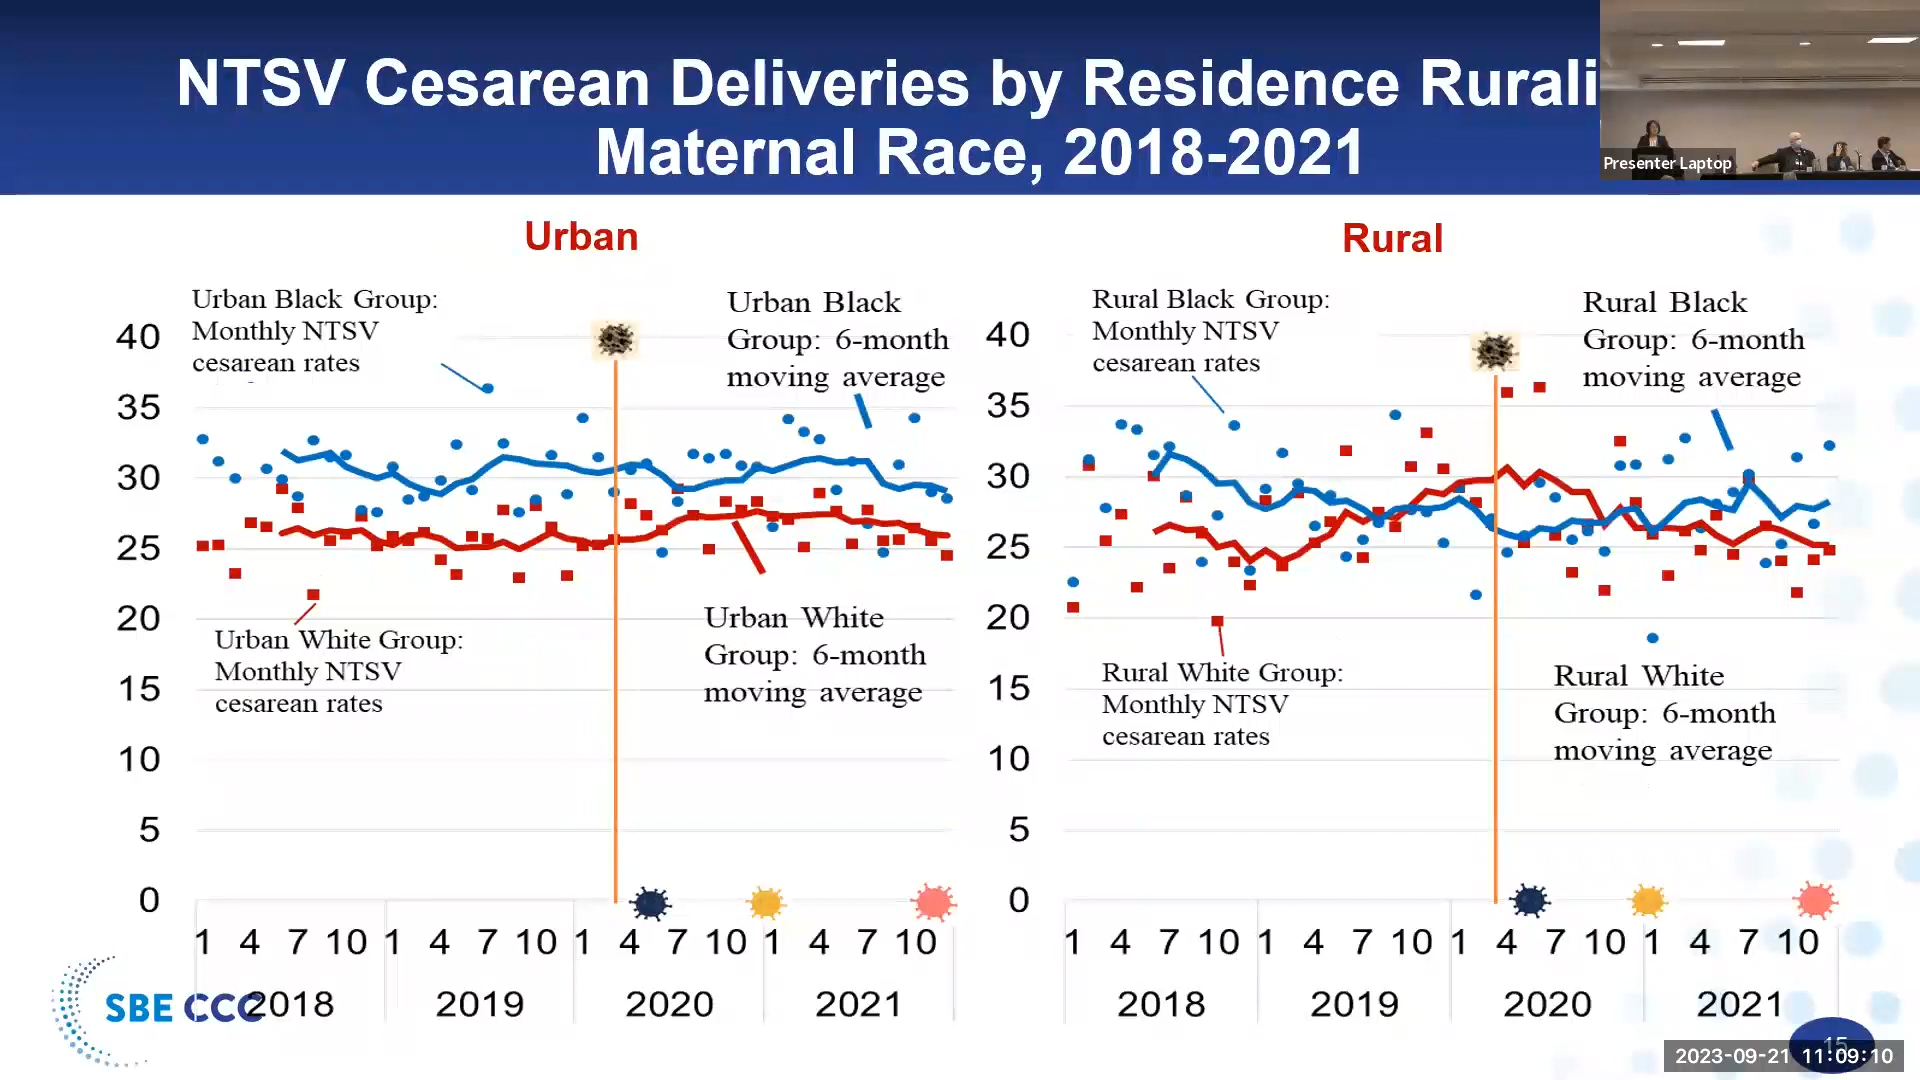 NTSV Cesarean Deliveries by Residence Rurali
Maternal Race, 2018-2021
Presenter Laptop
Urban
Urban Black Group:
Monthly NTSV
cesarean rates
Urban Black
Group: 6-month
moving average
40
35
30
25
20
15
10
5
0
Urban White Group:
Monthly NTSV
cesarean rates
Urban White
Group: 6-month
moving average
1 4 7 10 1 4 7 10 1 4 7 10 1 4 7 10
2018 2019 2020 2021
Rural
Rural Black Group:
Monthly NTSV
cesarean rates
Rural Black
Group: 6-month
moving average
40
35
30
25
20
15
10
5
0
Rural White Group:
Monthly NTSV
cesarean rates
Rural White
Group: 6-month
moving average
1 4 7 10 1 4 7 10 1 4 7 10 1 4 7 10
2018 2019 2020 2021
SBE CCC
15
2023-09-21 11:09:10